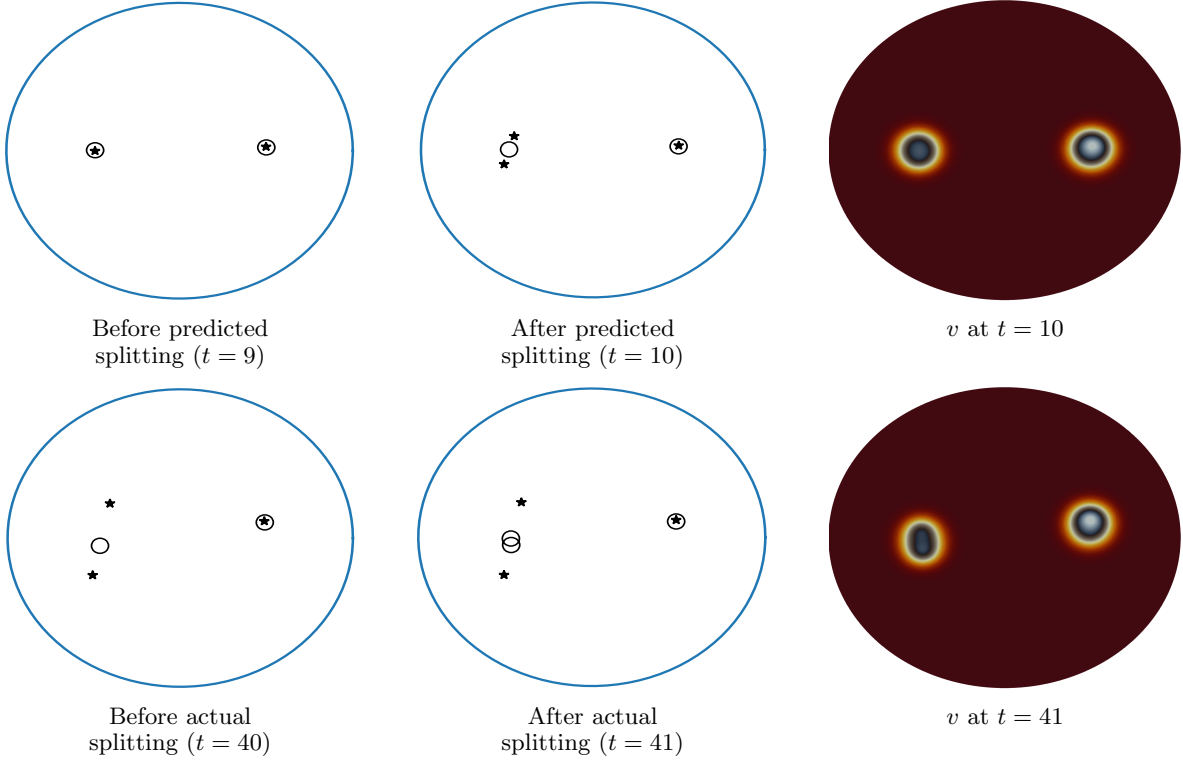 Before predicted
splitting (t = 9)
After predicted
splitting (t = 10)
v at t = 10
Before actual
splitting (t = 40)
After actual
splitting (t = 41)
v at t = 41